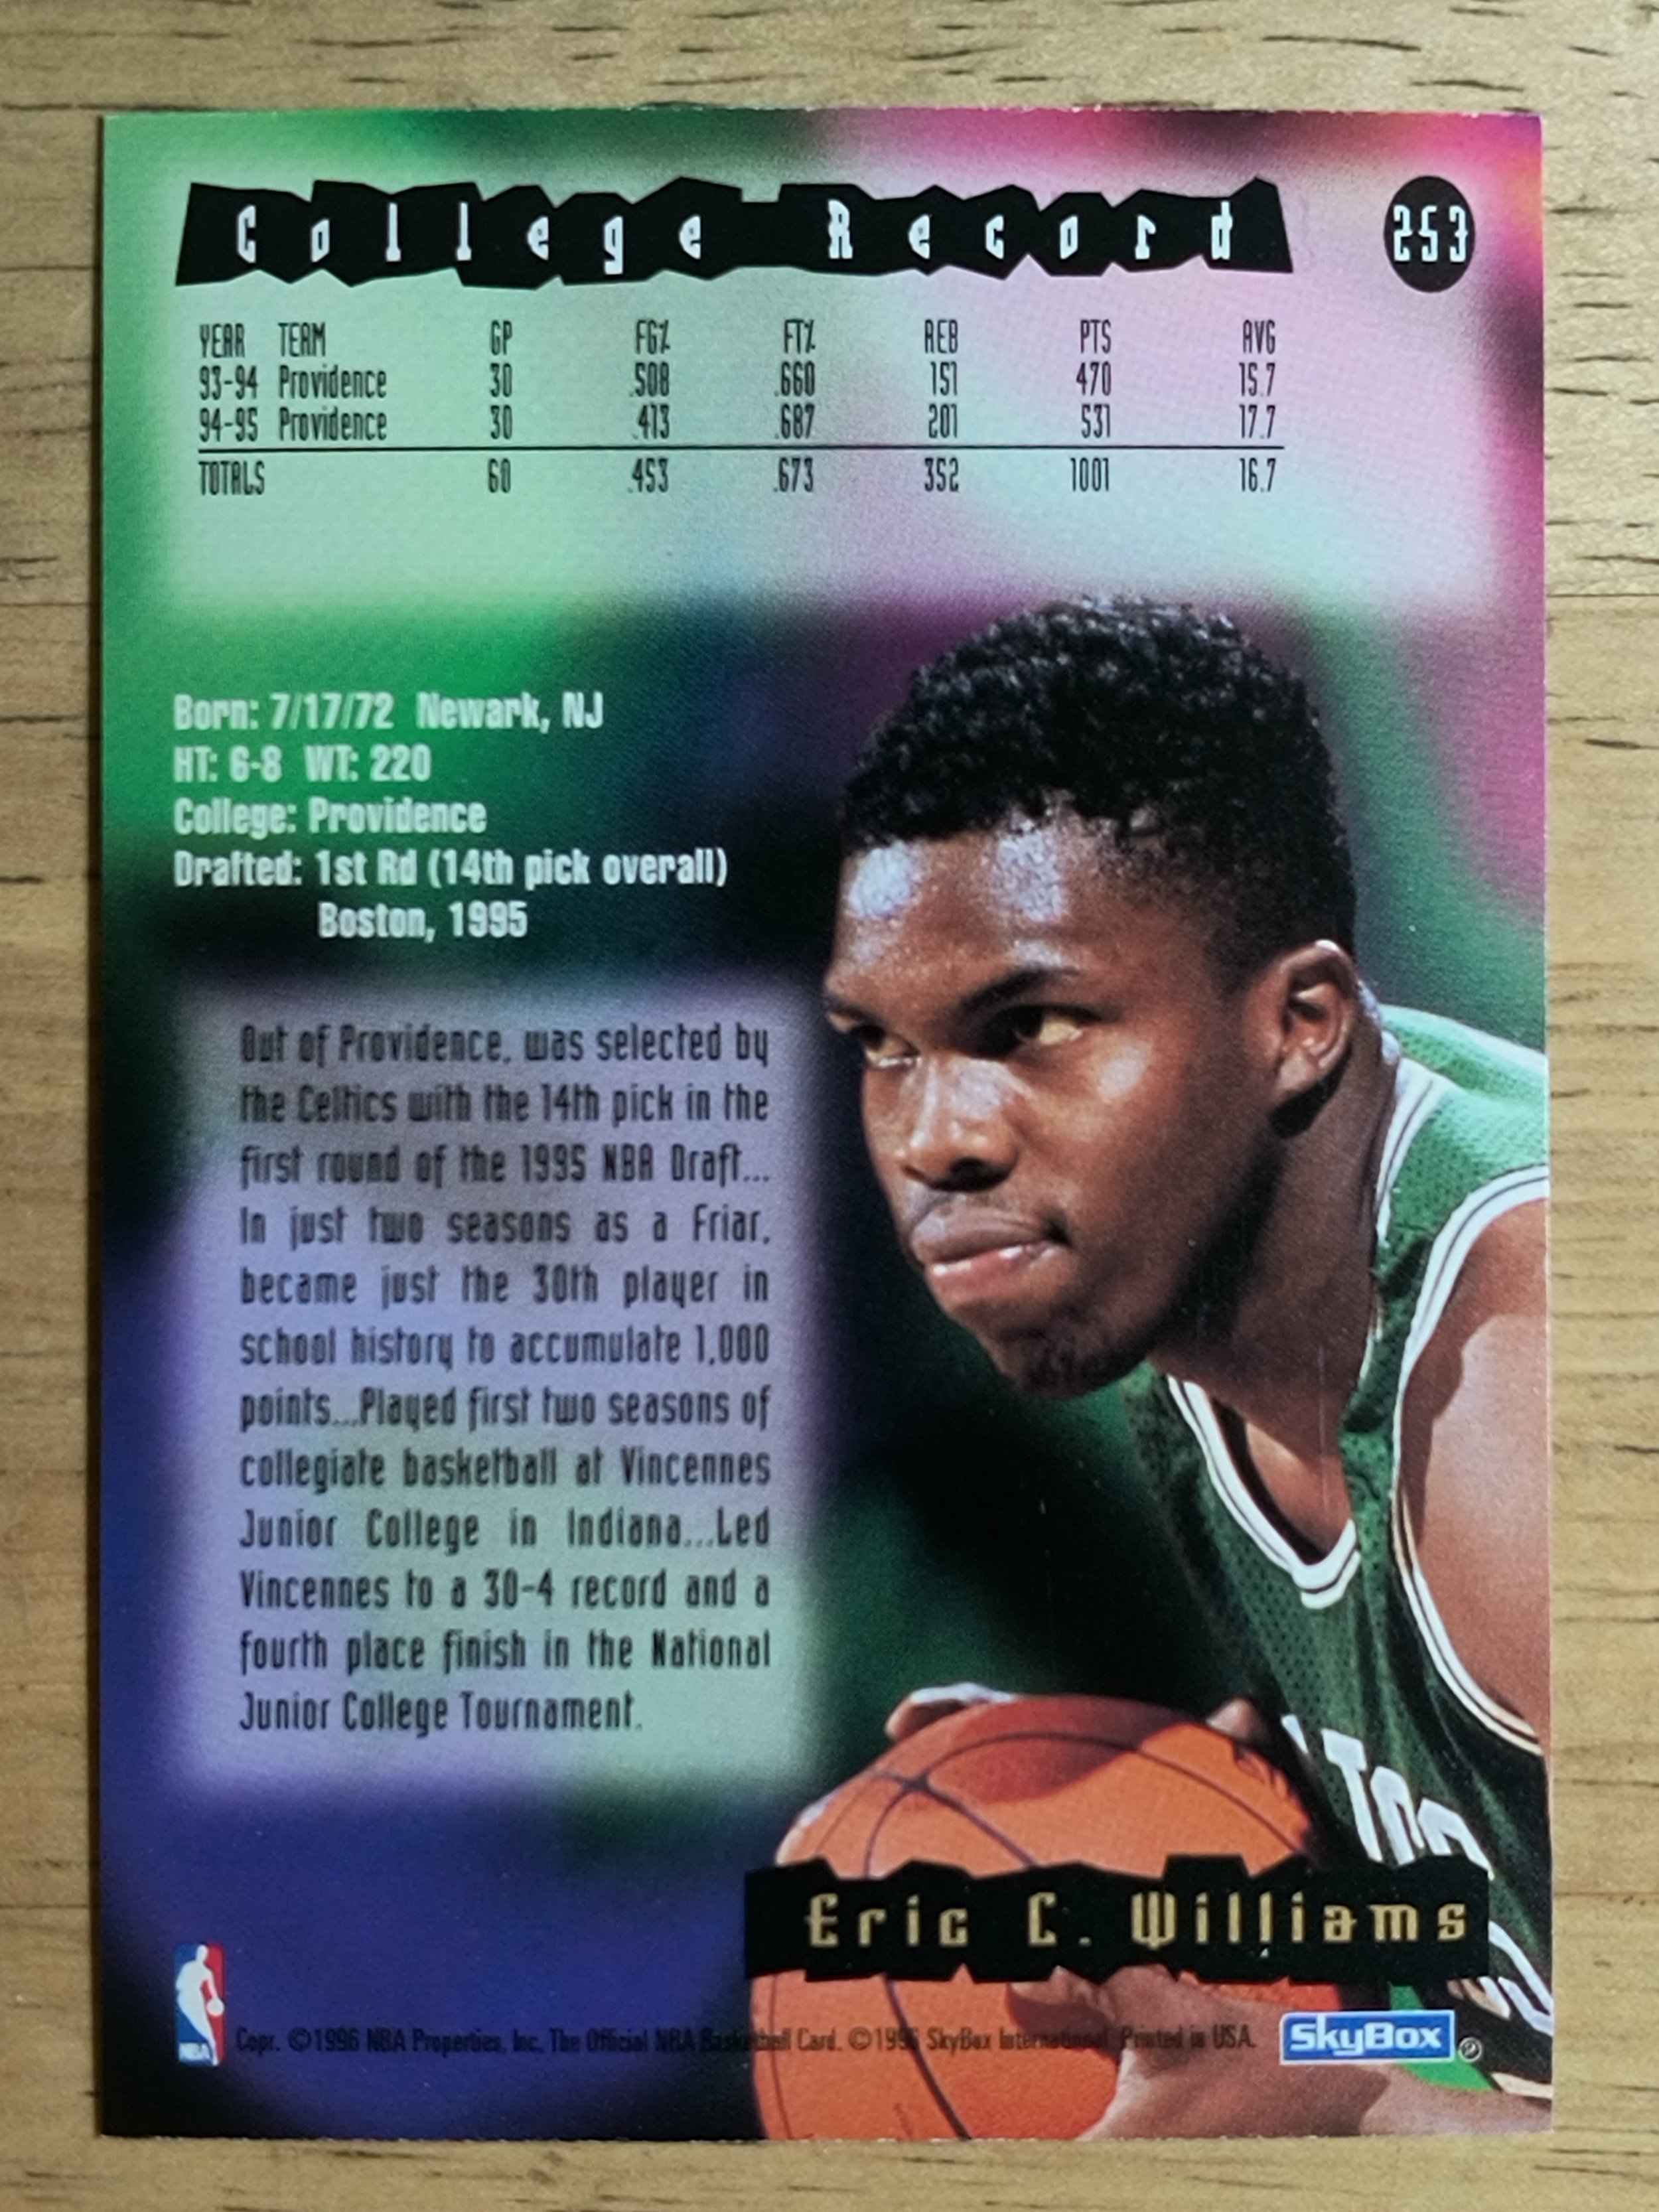 College Record
253
YEAR TEAM GP FG% FT% REB PTS AVG
93-94 Providence 30 .508 .660 151 470 15.7
94-95 Providence 30 .413 .687 201 531 17.7
TOTALS 60 .453 .673 352 1001 16.7
Born: 7/17/72 Newark, NJ
HT: 6-8 WT: 220
College: Providence
Drafted: 1st Rd (14th pick overall)
Boston, 1995
Out of Providence, was selected by
the Celtics with the 14th pick in the
first round of the 1995 NBA Draft...
In just two seasons as a Friar,
became just the 30th player in
school history to accumulate 1,000
points...Played first two seasons of
collegiate basketball at Vincennes
Junior College in Indiana...Led
Vincennes to a 30-4 record and a
fourth place finish in the National
Junior College Tournament.
TON
Eric C. Williams
NBA
Copr. ©1996 NBA Properties, Inc. The Official NBA Basketball Card. ©1996 SkyBox International. Printed in USA.
SkyBox ®